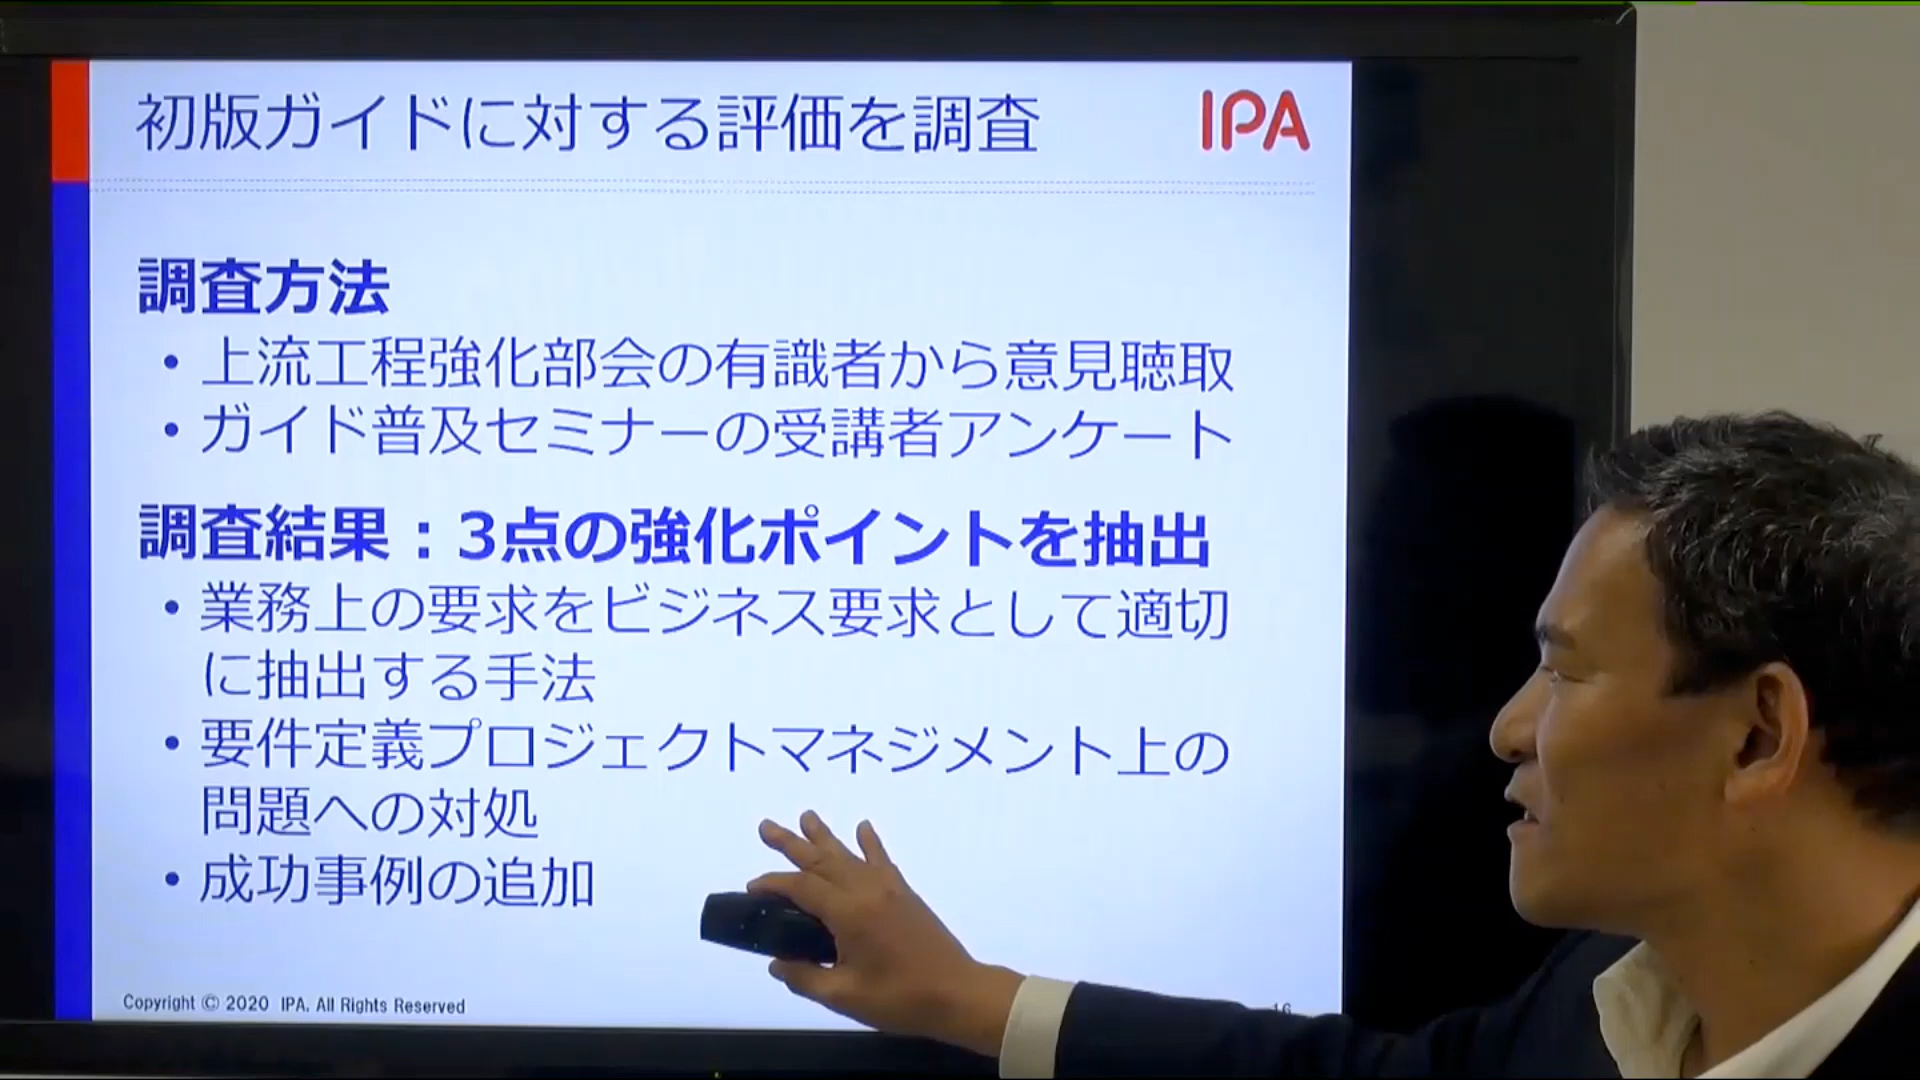 初版ガイドに対する評価を調査
IPA
調査方法
・上流工程強化部会の有識者から意見聴取
・ガイド普及セミナーの受講者アンケート
調査結果：3点の強化ポイントを抽出
・業務上の要求をビジネス要求として適切
に抽出する手法
・要件定義プロジェクトマネジメント上の
問題への対処
・成功事例の追加
Copyright © 2020 IPA, All Rights Reserved
16